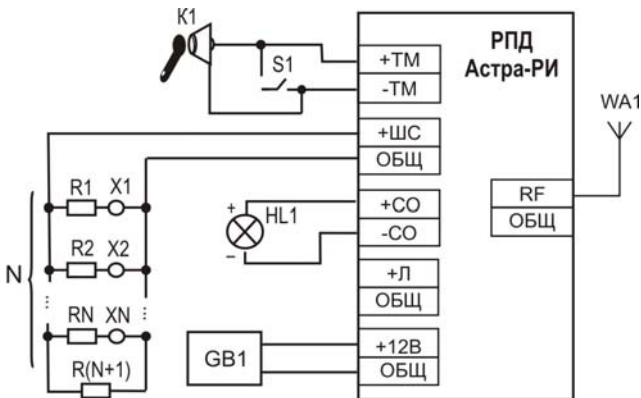 K1
S1
+ТМ
-ТМ
РПД
Астра-РИ
WA1
+ШС
ОБЩ
R1 X1
R2 X2
N
RN XN
R(N+1)
+
HL1
−
+СО
-СО
RF
ОБЩ
+Л
ОБЩ
GB1
+12В
ОБЩ